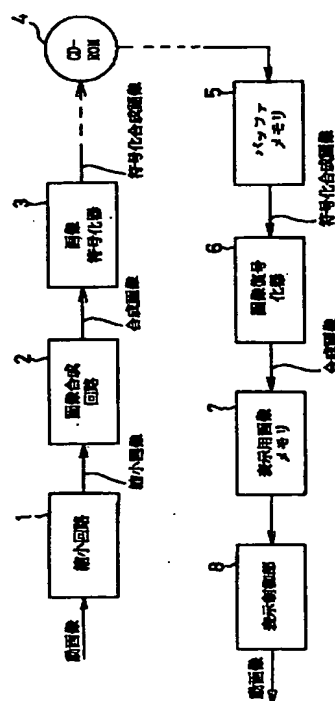 動画像
1
縮小回路
縮小画像
2
画像合成
回路
合成画像
3
画像
符号化器
符号化合成画像
4
CD-
ROM
5
バッファ
メモリ
符号化合成画像
6
画像復号
化器
合成画像
7
表示用画像
メモリ
8
表示制御部
動画像